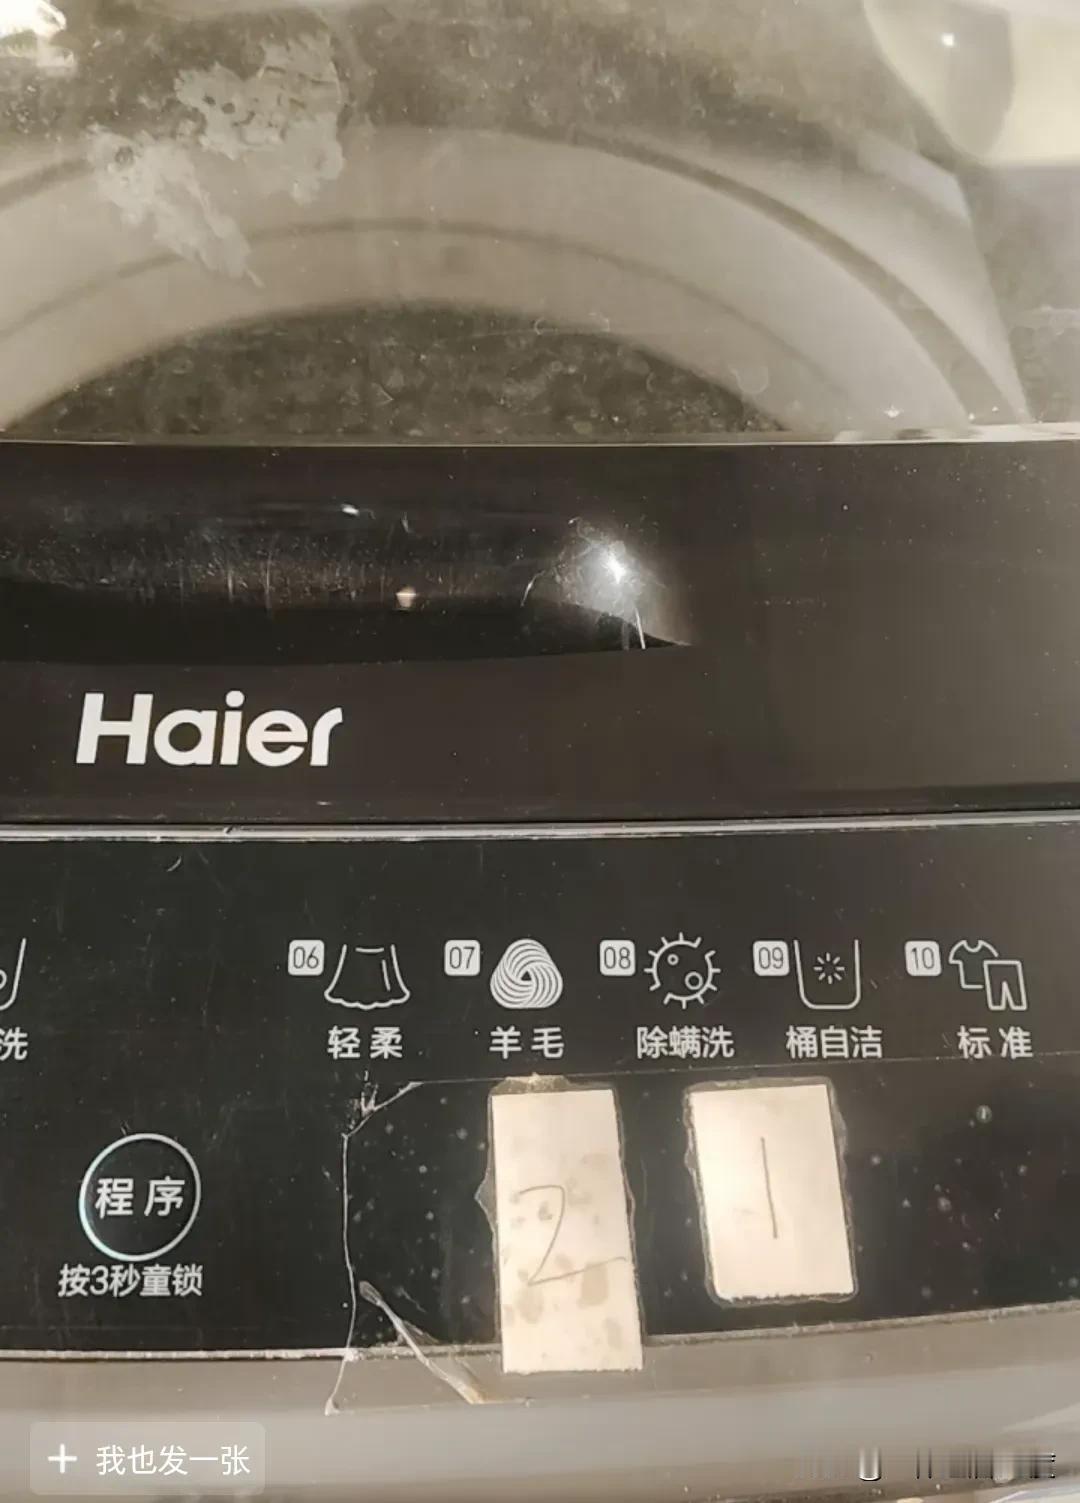 Haier
洗
06 07 08 09 10
轻柔 羊毛 除螨洗 桶自洁 标准
程序
按3秒童锁
2 1
+ 我也发一张